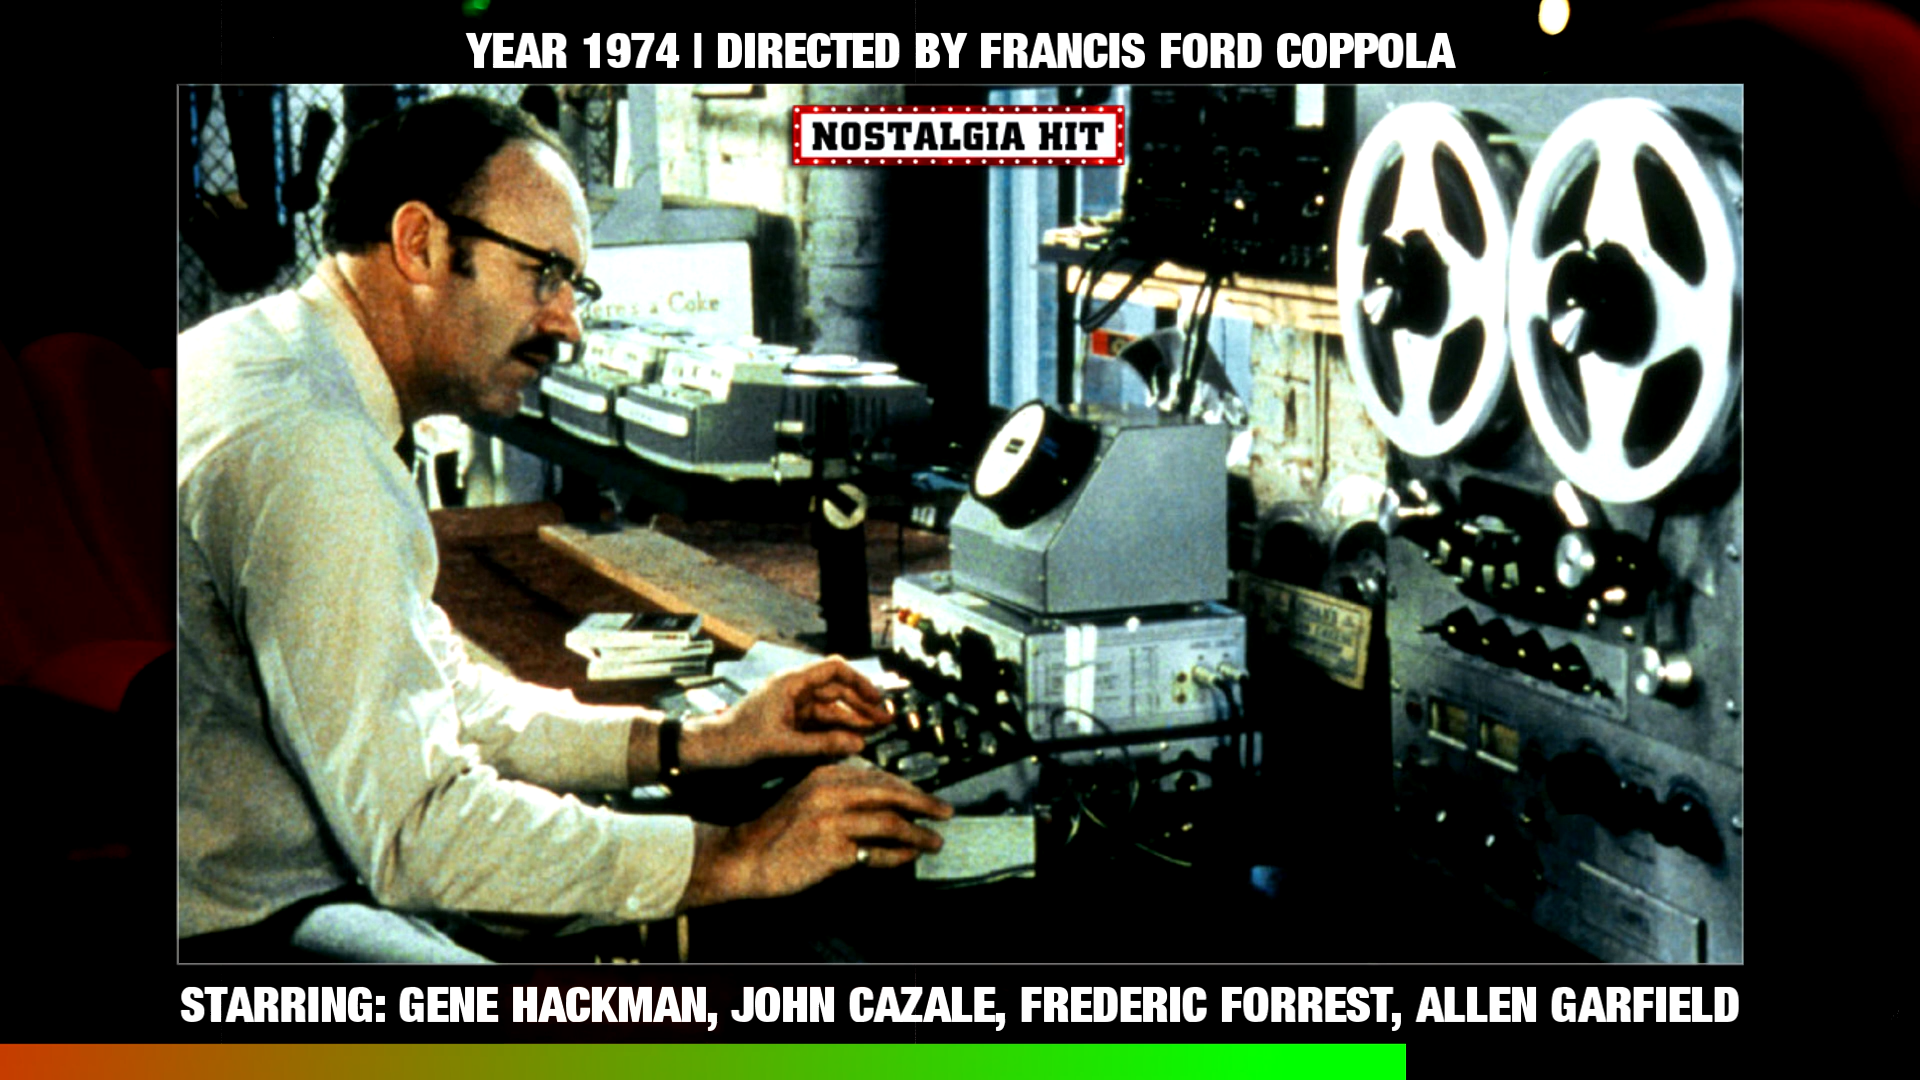 YEAR 1974 | DIRECTED BY FRANCIS FORD COPPOLA
NOSTALGIA HIT
ere's a Coke
STARRING: GENE HACKMAN, JOHN CAZALE, FREDERIC FORREST, ALLEN GARFIELD